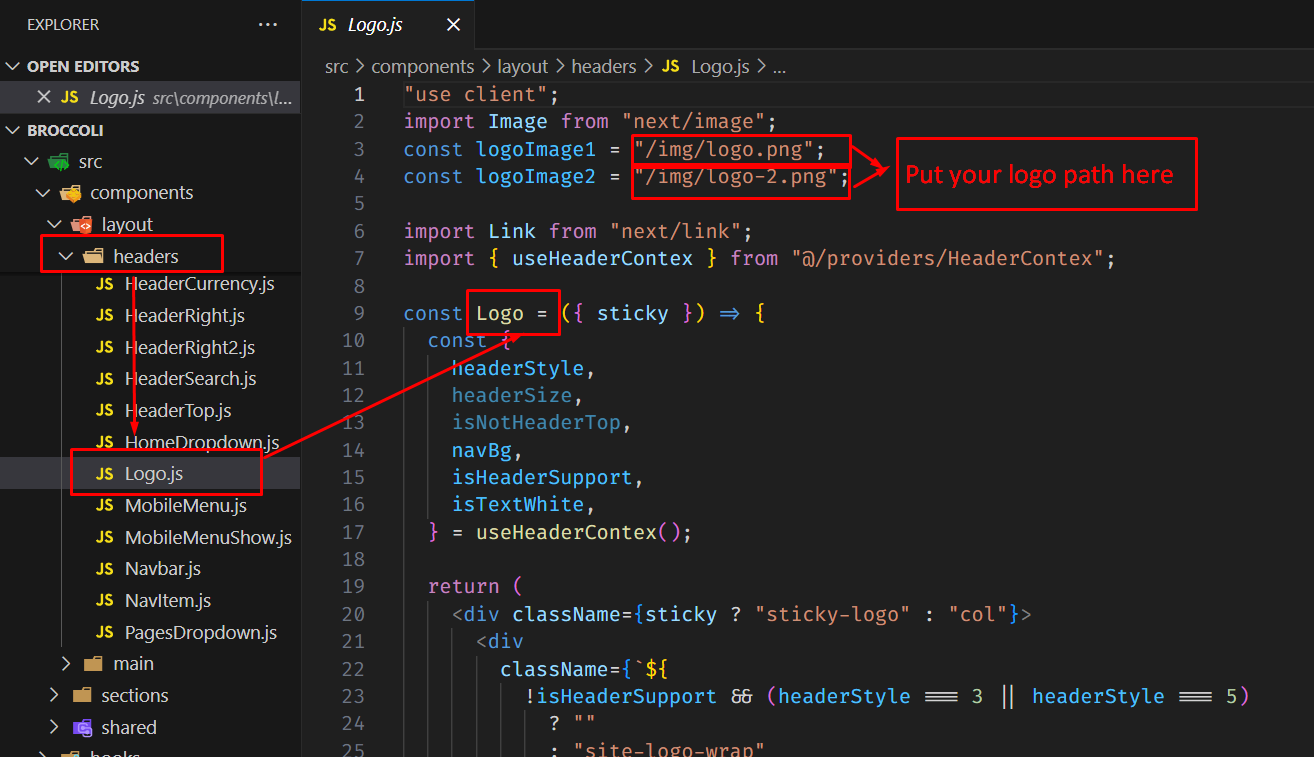 EXPLORER ...
OPEN EDITORS
JS Logo.js src\components\l...
BROCCOLI
src
components
layout
headers
JS HeaderCurrency.js
JS HeaderRight.js
JS HeaderRight2.js
JS HeaderSearch.js
JS HeaderTop.js
JS HomeDropdown.js
JS Logo.js
JS MobileMenu.js
JS MobileMenuShow.js
JS Navbar.js
JS NavItem.js
JS PagesDropdown.js
main
sections
shared
hooks
JS Logo.js
src > components > layout > headers > JS Logo.js > ...
1 "use client";
2 import Image from "next/image";
3 const logoImage1 = "/img/logo.png";
4 const logoImage2 = "/img/logo-2.png";
Put your logo path here
5
6 import Link from "next/link";
7 import { useHeaderContex } from "@/providers/HeaderContex";
8
9 const Logo = ({ sticky }) => {
10 const {
11 headerStyle,
12 headerSize,
13 isNotHeaderTop,
14 navBg,
15 isHeaderSupport,
16 isTextWhite,
17 } = useHeaderContex();
18
19 return (
20 <div className={sticky ? "sticky-logo" : "col"}>
21 <div
22 className={`${
23 !isHeaderSupport && (headerStyle === 3 || headerStyle === 5)
24 ? ""
25 : "site-logo-wrap"